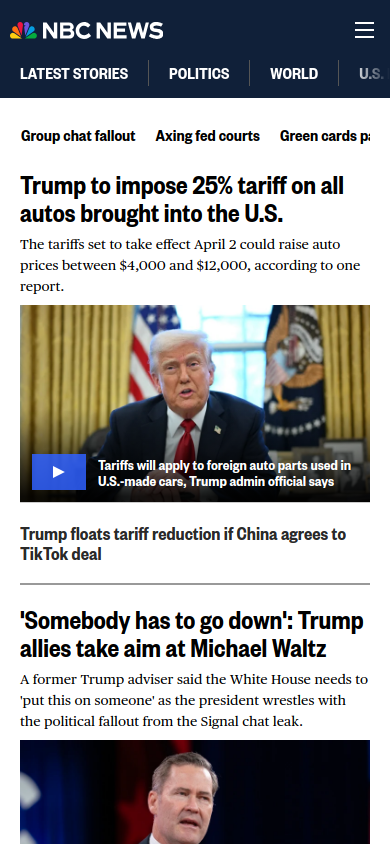 NBC NEWS
LATEST STORIES
POLITICS
WORLD
U.S.
Group chat fallout
Axing fed courts
Green cards pa
Trump to impose 25% tariff on all
autos brought into the U.S.
The tariffs set to take effect April 2 could raise auto
prices between $4,000 and $12,000, according to one
report.
Tariffs will apply to foreign auto parts used in
U.S.-made cars, Trump admin official says
Trump floats tariff reduction if China agrees to
TikTok deal
'Somebody has to go down': Trump
allies take aim at Michael Waltz
A former Trump adviser said the White House needs to
'put this on someone' as the president wrestles with
the political fallout from the Signal chat leak.